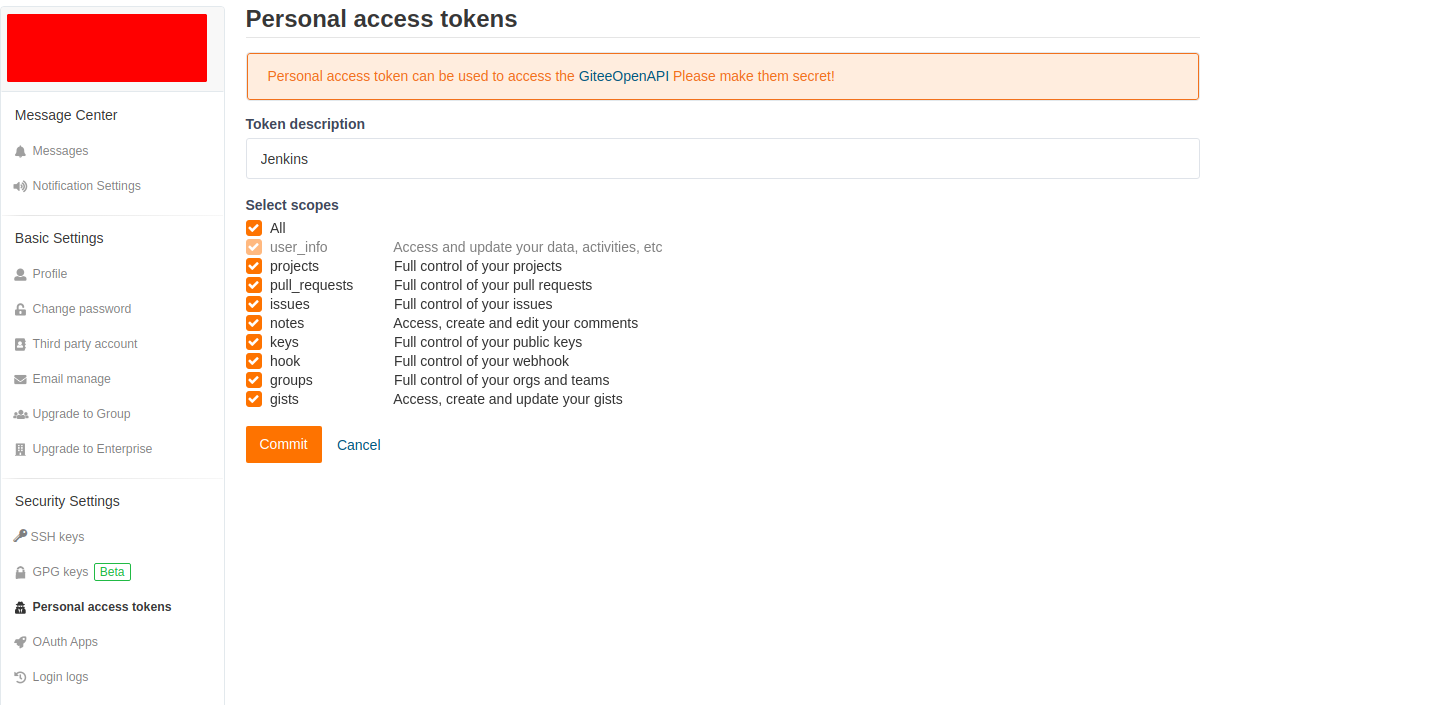 Personal access tokens
Personal access token can be used to access the GiteeOpenAPI Please make them secret!
Token description
Jenkins
Select scopes
All
user_info Access and update your data, activities, etc
projects Full control of your projects
pull_requests Full control of your pull requests
issues Full control of your issues
notes Access, create and edit your comments
keys Full control of your public keys
hook Full control of your webhook
groups Full control of your orgs and teams
gists Access, create and update your gists
Commit Cancel
Message Center
Messages
Notification Settings
Basic Settings
Profile
Change password
Third party account
Email manage
Upgrade to Group
Upgrade to Enterprise
Security Settings
SSH keys
GPG keys Beta
Personal access tokens
OAuth Apps
Login logs